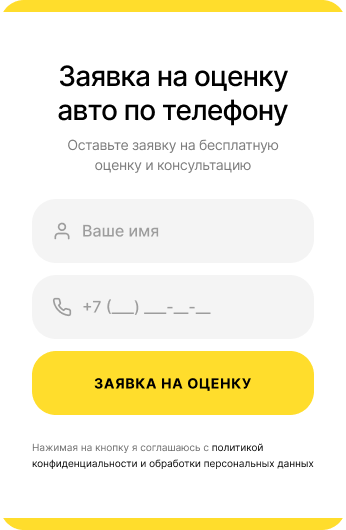 Заявка на оценку
авто по телефону
Оставьте заявку на бесплатную
оценку и консультацию
Ваше имя
+7 (___) ___-__-__
ЗАЯВКА НА ОЦЕНКУ
Нажимая на кнопку я соглашаюсь с политикой
конфиденциальности и обработки персональных данных